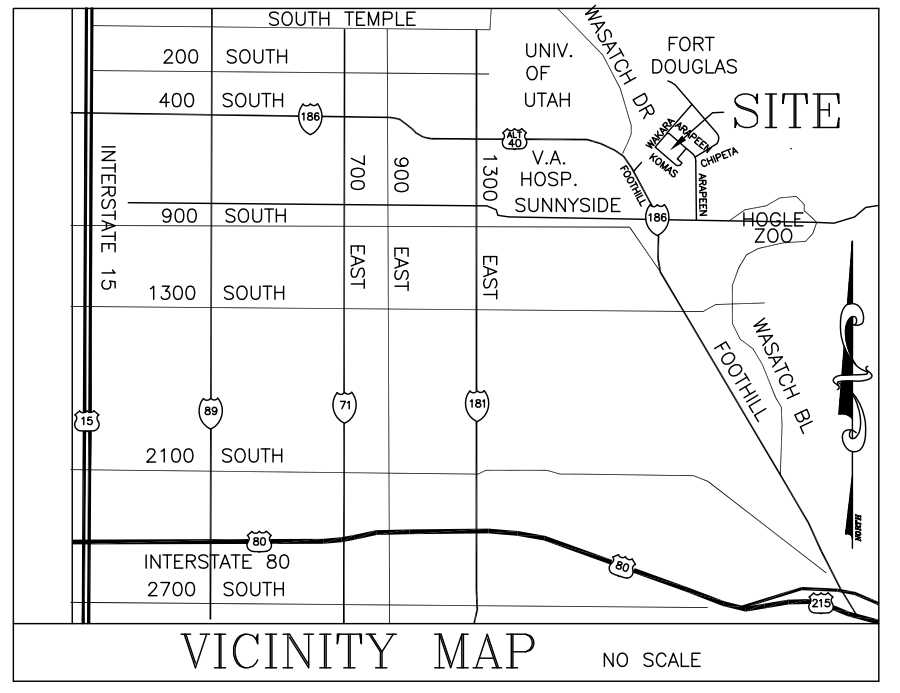 SOUTH TEMPLE
200 SOUTH
400 SOUTH
186
UNIV.
OF
UTAH
WASATCH DR
FORT
DOUGLAS
SITE
WAKARA
ARAPEEN
KOMAS
CHIPETA
ARAPEEN
ALT
40
V.A.
HOSP.
SUNNYSIDE
FOOTHILL
186
HOGLE
ZOO
INTERSTATE 15
700 EAST
900 EAST
1300 EAST
900 SOUTH
1300 SOUTH
WASATCH BL
FOOTHILL
15
89
71
181
2100 SOUTH
80
INTERSTATE 80
80
2700 SOUTH
215
NORTH
VICINITY MAP
NO SCALE